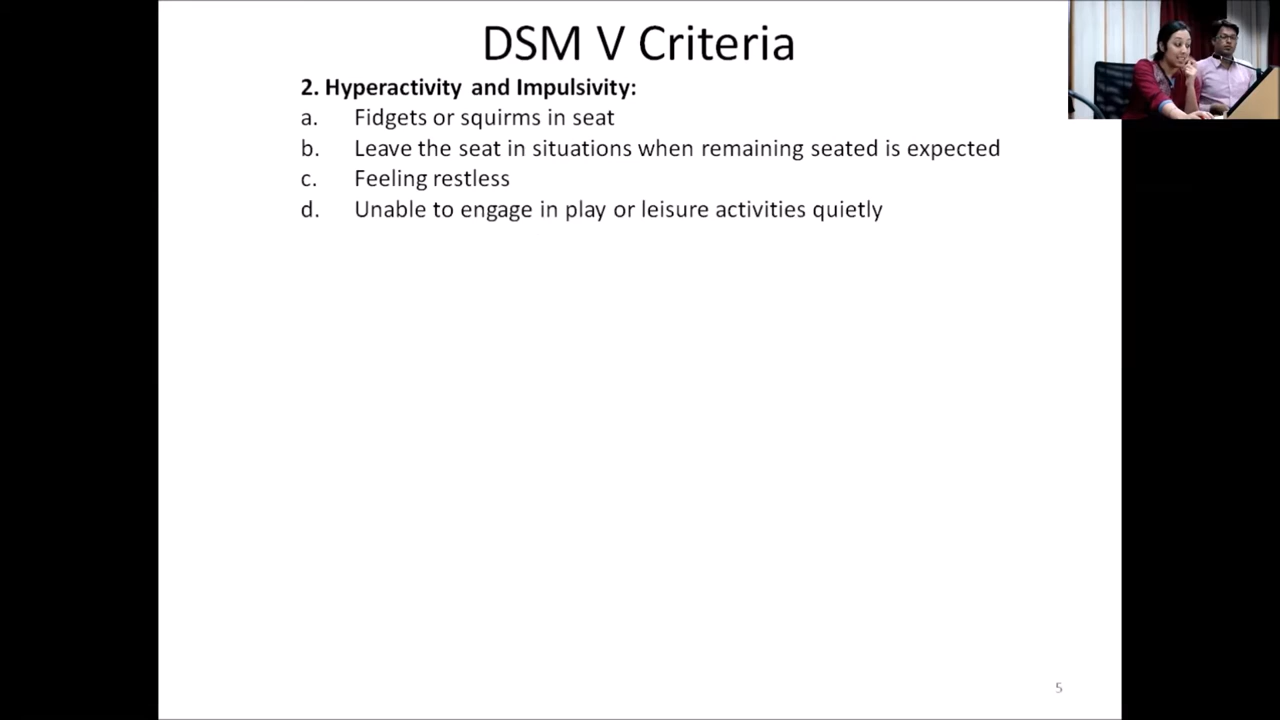 DSM V Criteria
2. Hyperactivity and Impulsivity:
a. Fidgets or squirms in seat
b. Leave the seat in situations when remaining seated is expected
c. Feeling restless
d. Unable to engage in play or leisure activities quietly
5